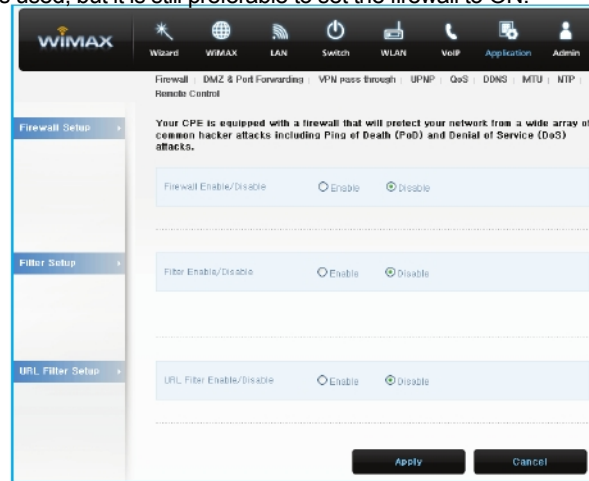 s used, but it is still preferable to set the firewall to ON.
WiMAX
Wizard WiMAX LAN Switch WLAN VoIP Application Admin
Firewall | DMZ & Port Forwarding | VPN pass through | UPNP | QoS | DDNS | MTU | NTP |
Remote Control
Firewall Setup
Your CPE is equipped with a firewall that will protect your network from a wide array of
common hacker attacks including Ping of Death (PoD) and Denial of Service (DoS)
attacks.
Firewall Enable/Disable Enable Disable
Filter Setup
Filter Enable/Disable Enable Disable
URL Filter Setup
URL Filter Enable/Disable Enable Disable
Apply Cancel